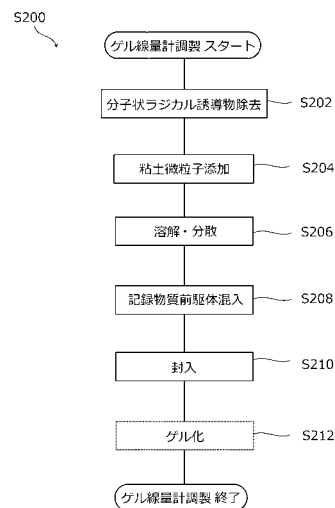 S200
ゲル線量計調製 スタート
分子状ラジカル誘導物除去
S202
粘土微粒子添加
S204
溶解・分散
S206
記録物質前駆体混入
S208
封入
S210
ゲル化
S212
ゲル線量計調製 終了